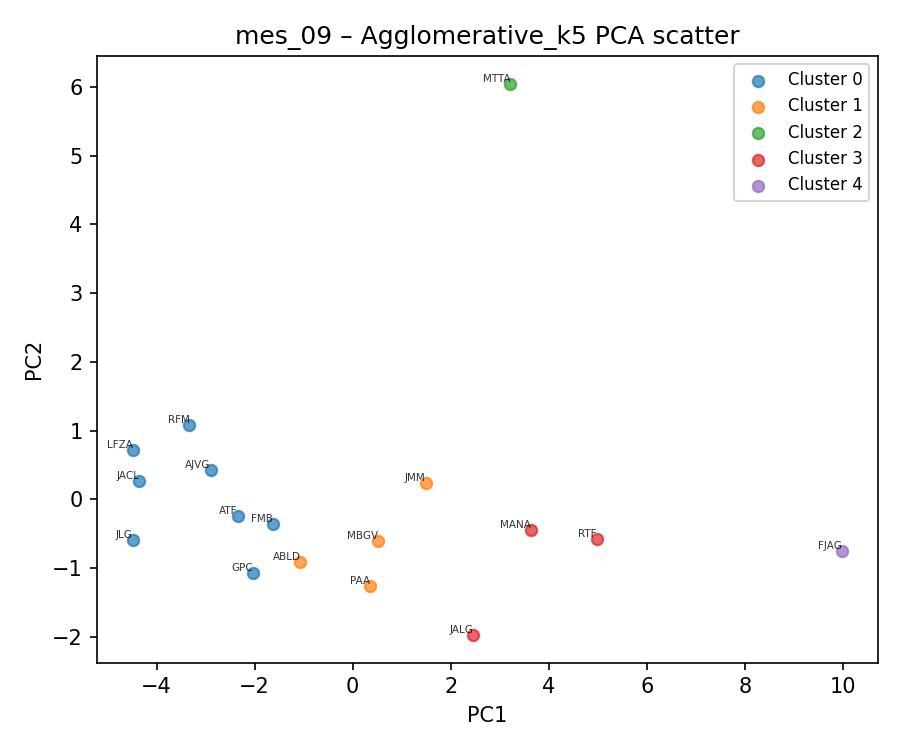 mes_09 – Agglomerative_k5 PCA scatter
MTTA
Cluster 0
Cluster 1
Cluster 2
Cluster 3
Cluster 4
6
5
4
3
2
1
0
−1
−2
PC2
RFM
LFZA
AJVG
JACL
JMM
ATF
FMB
MANA
JLG
MBGV
RTF
FJAG
ABLD
GPC
PAA
JALG
−4
−2
0
2
4
6
8
10
PC1